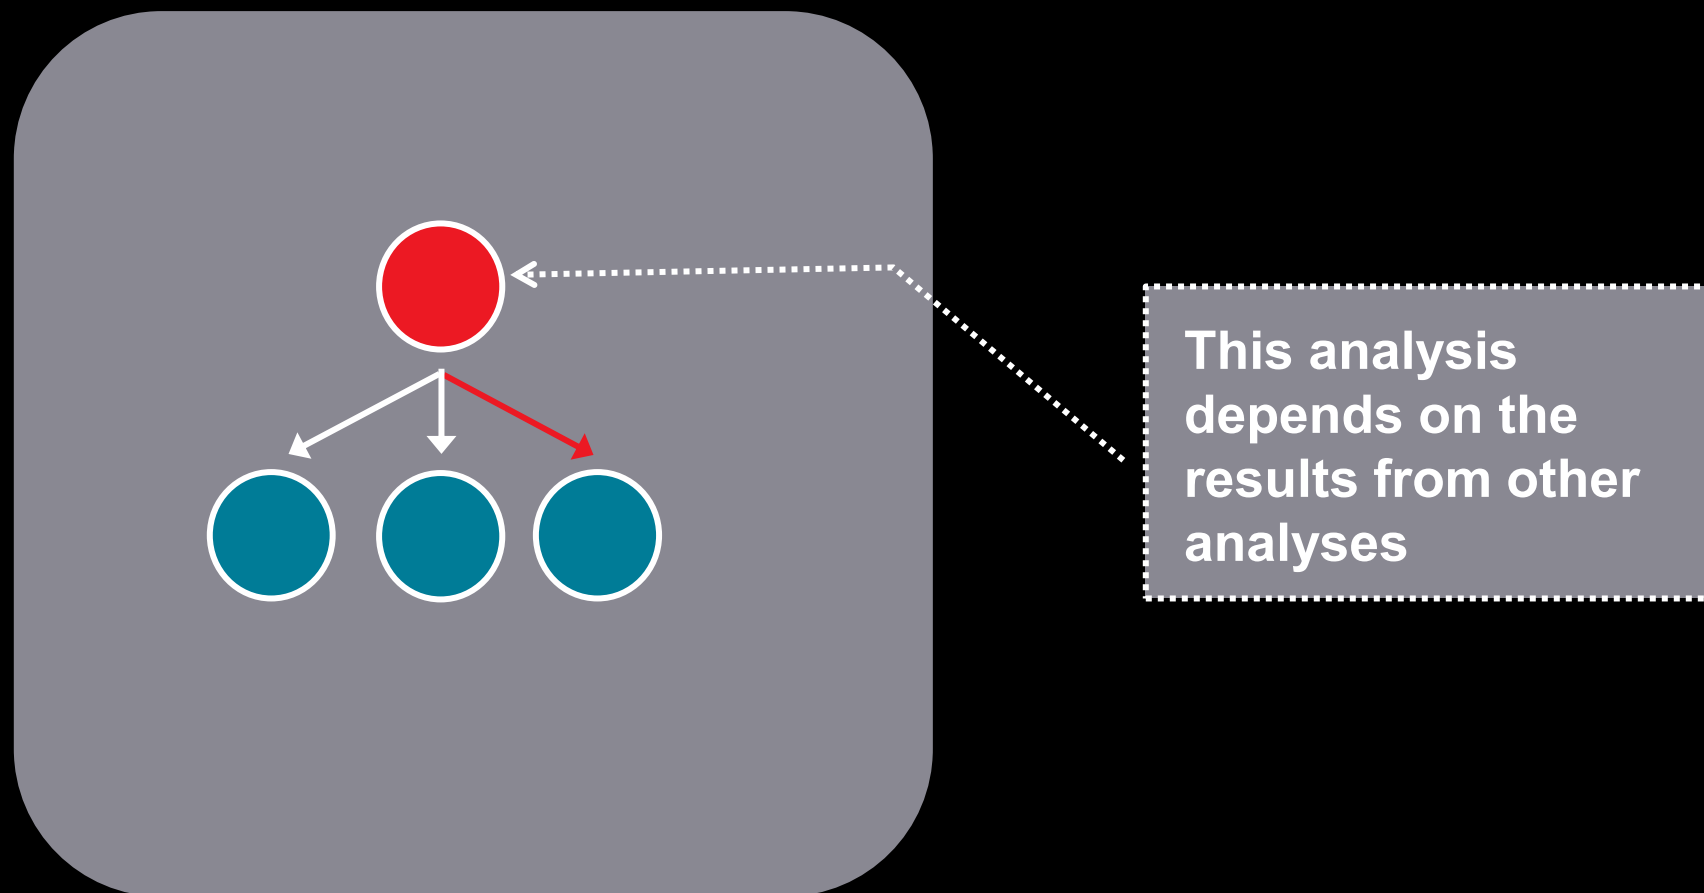 This analysis
depends on the
results from other
analyses